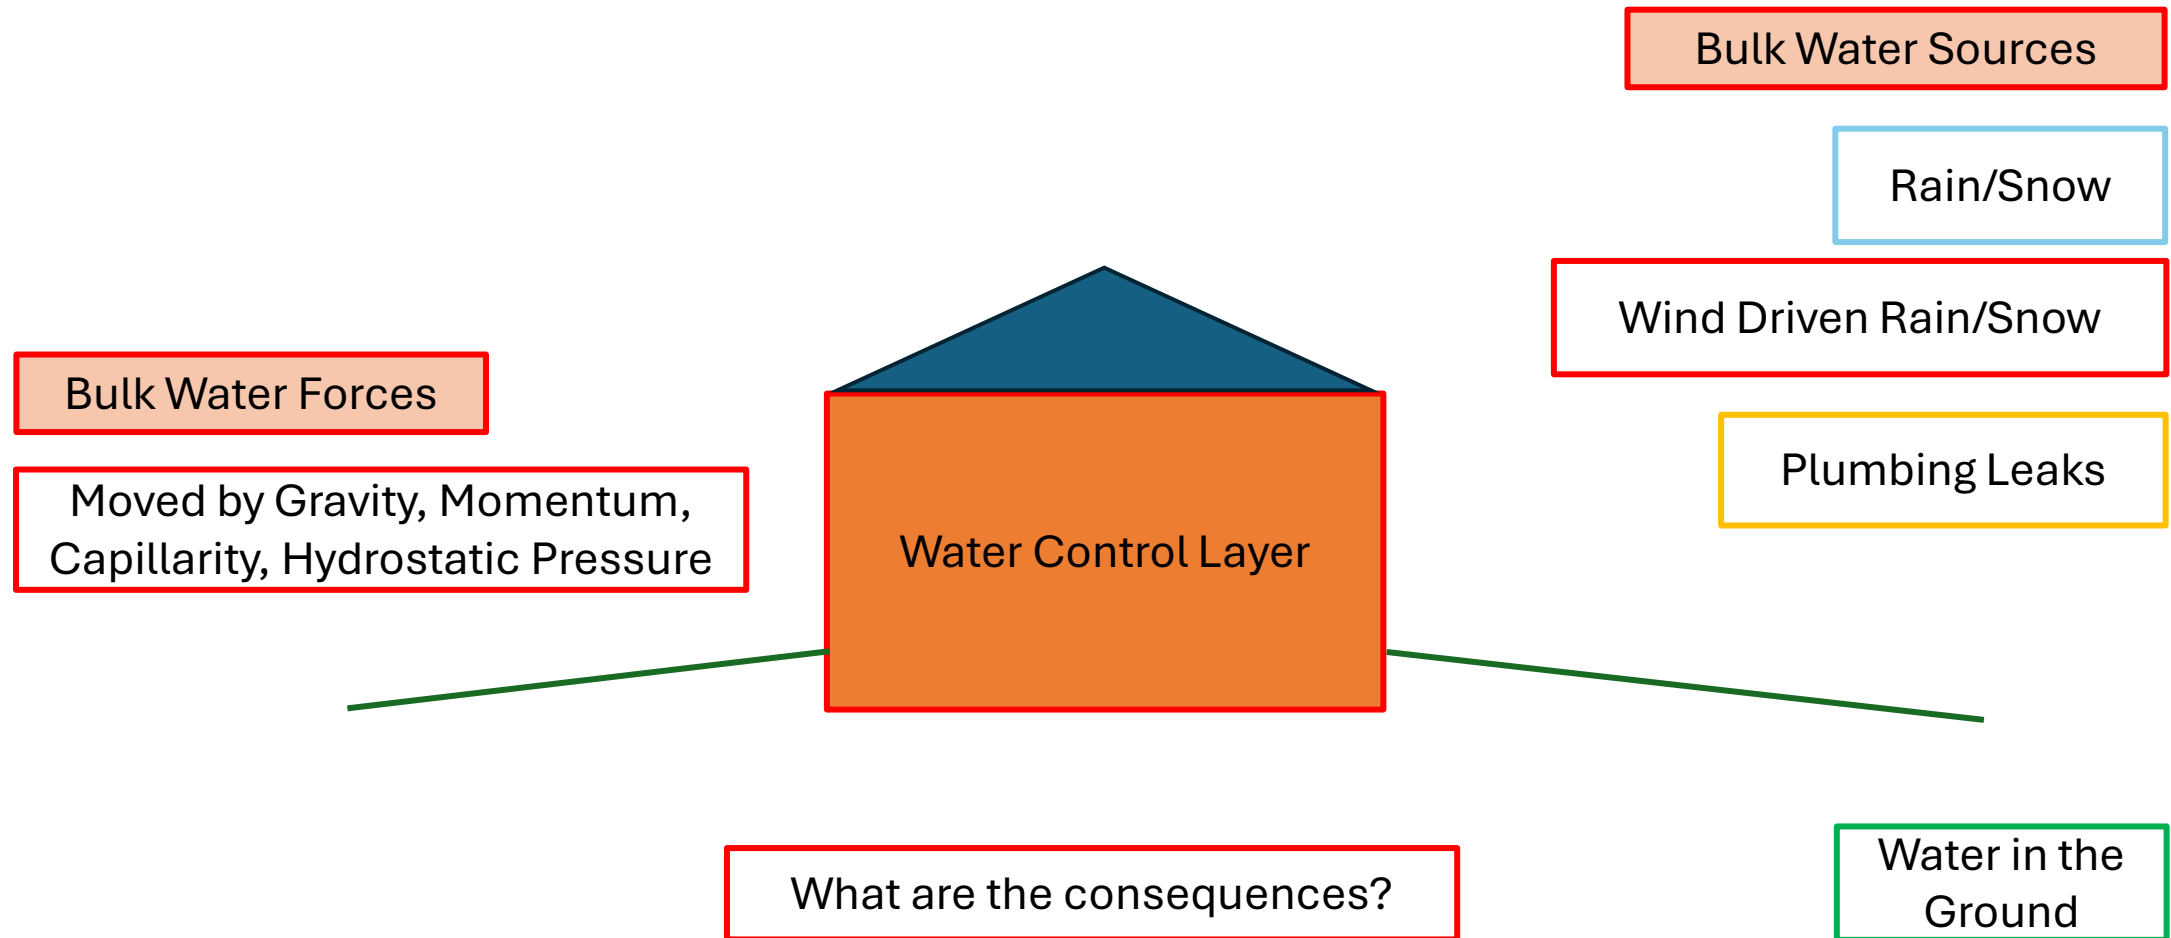 Bulk Water Sources
Rain/Snow
Wind Driven Rain/Snow
Bulk Water Forces
Plumbing Leaks
Moved by Gravity, Momentum,
Capillarity, Hydrostatic Pressure
Water Control Layer
What are the consequences?
Water in the
Ground